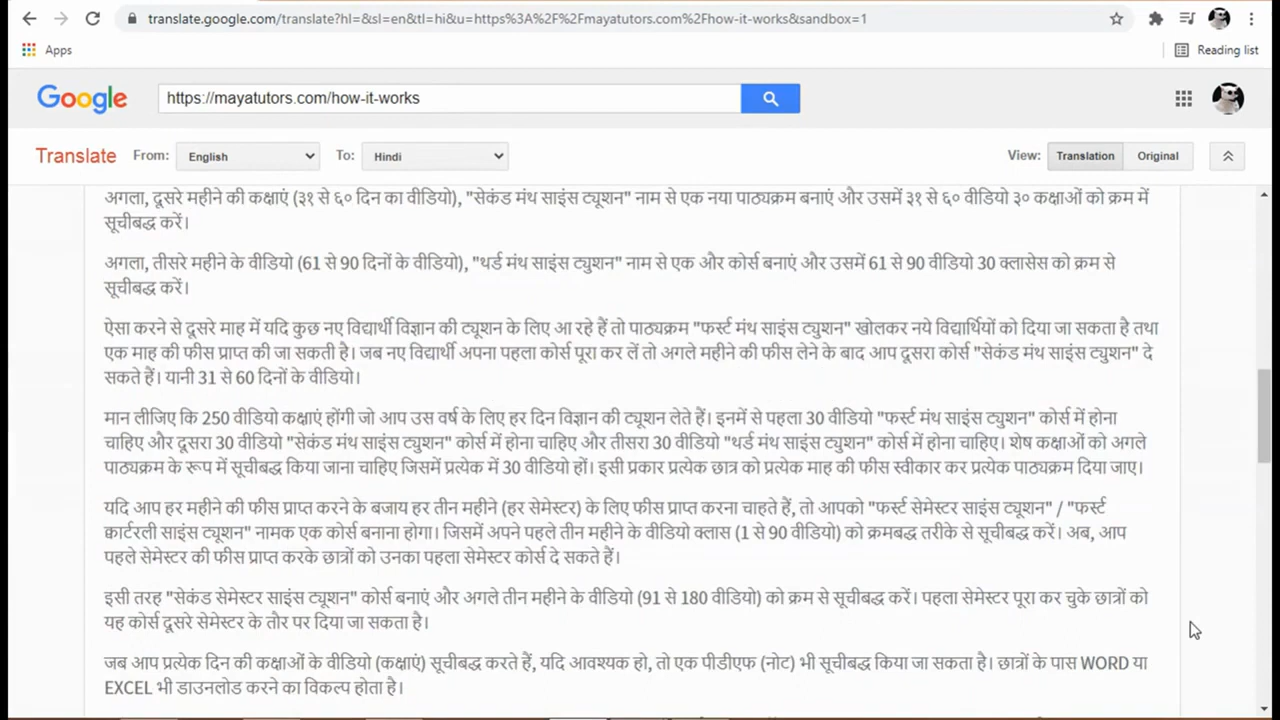 translate.google.com/translate?hl=&sl=en&tl=hi&u=https%3A%2F%2Fmayatutors.com%2Fhow-it-works&sandbox=1
Apps
Reading list
Google
https://mayatutors.com/how-it-works
Translate From: English To: Hindi View: Translation Original
अगला, दूसरे महीने की कक्षाएं (३१ से ६० दिन का वीडियो), "सेकंड मंथ साइंस ट्यूशन" नाम से एक नया पाठ्यक्रम बनाएं और उसमें ३१ से ६० वीडियो ३० कक्षाओं को क्रम में
सूचीबद्ध करें।
अगला, तीसरे महीने के वीडियो (61 से 90 दिनों के वीडियो), "थर्ड मंथ साइंस ट्युशन" नाम से एक और कोर्स बनाएं और उसमें 61 से 90 वीडियो 30 क्लासेस को क्रम से
सूचीबद्ध करें।
ऐसा करने से दूसरे माह में यदि कुछ नए विद्यार्थी विज्ञान की ट्यूशन के लिए आ रहे हैं तो पाठ्यक्रम "फर्स्ट मंथ साइंस ट्युशन" खोलकर नये विद्यार्थियों को दिया जा सकता है तथा
एक माह की फीस प्राप्त की जा सकती है। जब नए विद्यार्थी अपना पहला कोर्स पूरा कर लें तो अगले महीने की फीस लेने के बाद आप दूसरा कोर्स "सेकंड मंथ साइंस ट्युशन" दे
सकते हैं। यानी 31 से 60 दिनों के वीडियो।
मान लीजिए कि 250 वीडियो कक्षाएं होंगी जो आप उस वर्ष के लिए हर दिन विज्ञान की ट्यूशन लेते हैं। इनमें से पहला 30 वीडियो "फर्स्ट मंथ साइंस ट्युशन" कोर्स में होना
चाहिए और दूसरा 30 वीडियो "सेकंड मंथ साइंस ट्युशन" कोर्स में होना चाहिए और तीसरा 30 वीडियो "थर्ड मंथ साइंस ट्युशन" कोर्स में होना चाहिए। शेष कक्षाओं को अगले
पाठ्यक्रम के रूप में सूचीबद्ध किया जाना चाहिए जिसमें प्रत्येक में 30 वीडियो हों। इसी प्रकार प्रत्येक छात्र को प्रत्येक माह की फीस स्वीकार कर प्रत्येक पाठ्यक्रम दिया जाए।
यदि आप हर महीने की फीस प्राप्त करने के बजाय हर तीन महीने (हर सेमेस्टर) के लिए फीस प्राप्त करना चाहते हैं, तो आपको "फर्स्ट सेमेस्टर साइंस ट्यूशन" / "फर्स्ट
क्वार्टरली साइंस ट्यूशन" नामक एक कोर्स बनाना होगा। जिसमें अपने पहले तीन महीने के वीडियो क्लास (1 से 90 वीडियो) को क्रमबद्ध तरीके से सूचीबद्ध करें। अब, आप
पहले सेमेस्टर की फीस प्राप्त करके छात्रों को उनका पहला सेमेस्टर कोर्स दे सकते हैं।
इसी तरह "सेकंड सेमेस्टर साइंस ट्यूशन" कोर्स बनाएं और अगले तीन महीने के वीडियो (91 से 180 वीडियो) को क्रम से सूचीबद्ध करें। पहला सेमेस्टर पूरा कर चुके छात्रों को
यह कोर्स दूसरे सेमेस्टर के तौर पर दिया जा सकता है।
जब आप प्रत्येक दिन की कक्षाओं के वीडियो (कक्षाएं) सूचीबद्ध करते हैं, यदि आवश्यक हो, तो एक पीडीएफ (नोट) भी सूचीबद्ध किया जा सकता है। छात्रों के पास WORD या
EXCEL भी डाउनलोड करने का विकल्प होता है।